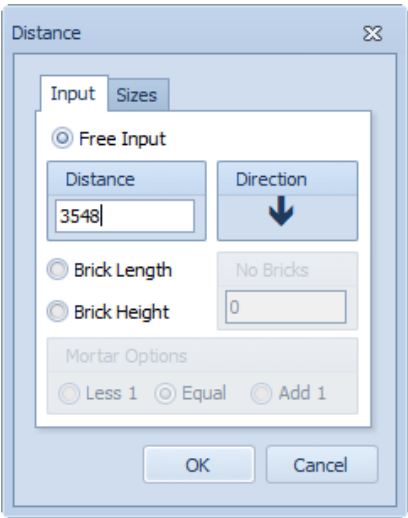 Distance
Input Sizes
Free Input
Distance Direction
3548
Brick Length No Bricks
Brick Height 0
Mortar Options
Less 1 Equal Add 1
OK Cancel